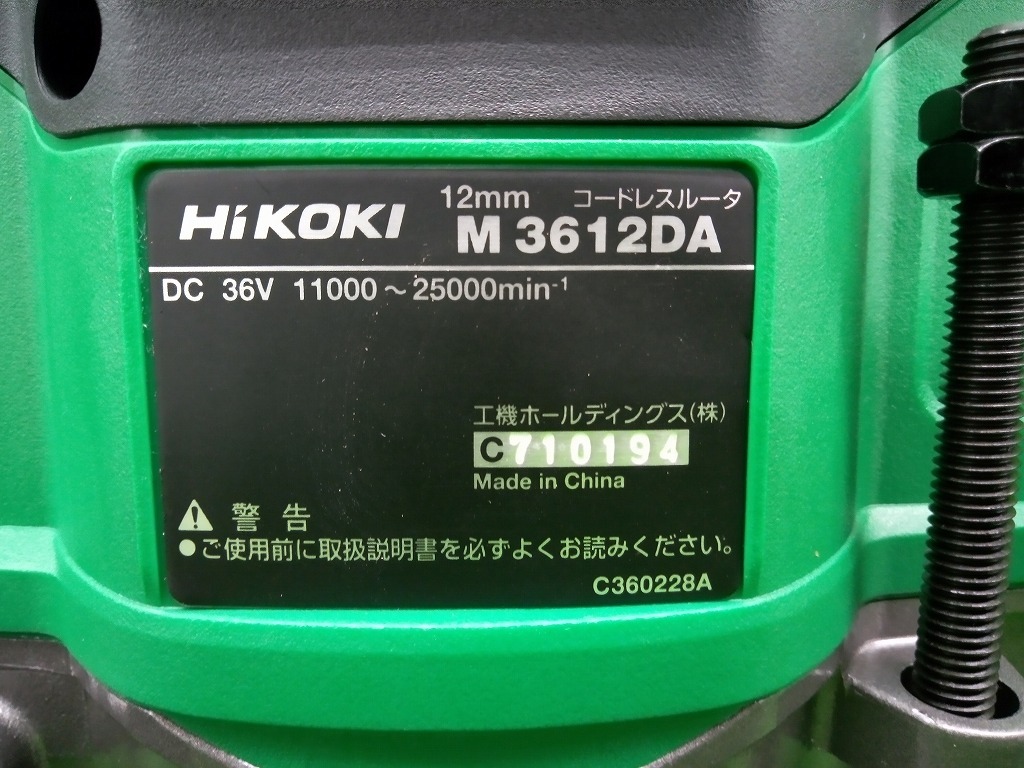 HiKOKI 12mm コードレスルータ
M 3612DA
DC 36V 11000～25000min⁻¹
工機ホールディングス(株)
C710194
Made in China
警告
●ご使用前に取扱説明書を必ずよくお読みください。
C360228A